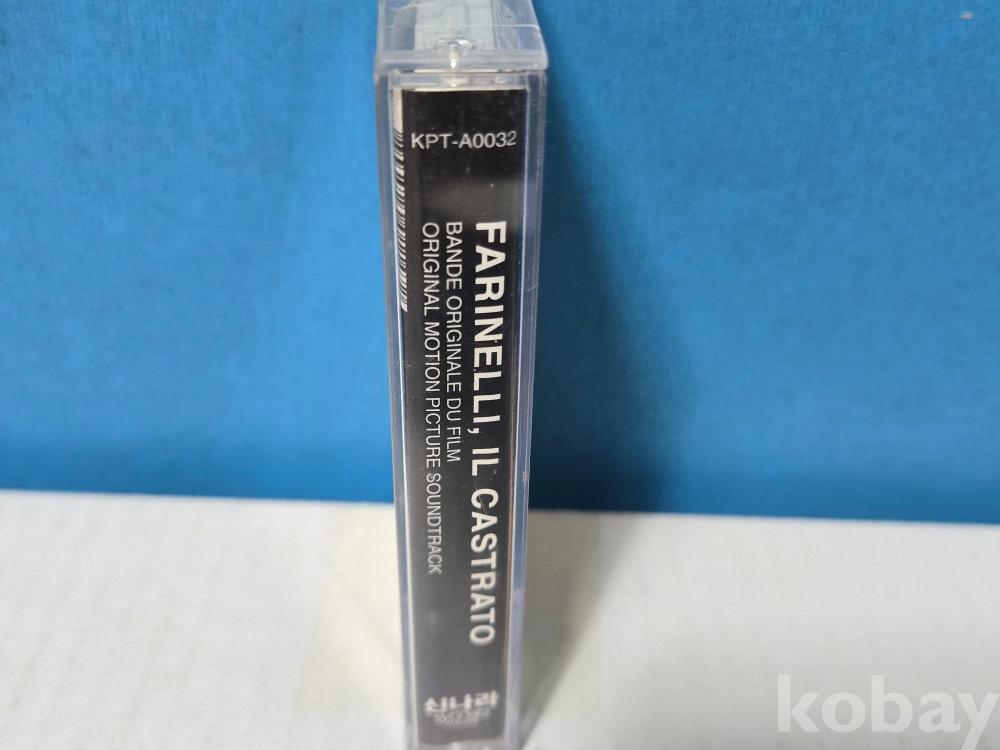 KPT-A0032
FARINELLI, IL CASTRATO
BANDE ORIGINALE DU FILM
ORIGINAL MOTION PICTURE SOUNDTRACK
신나라
kobay